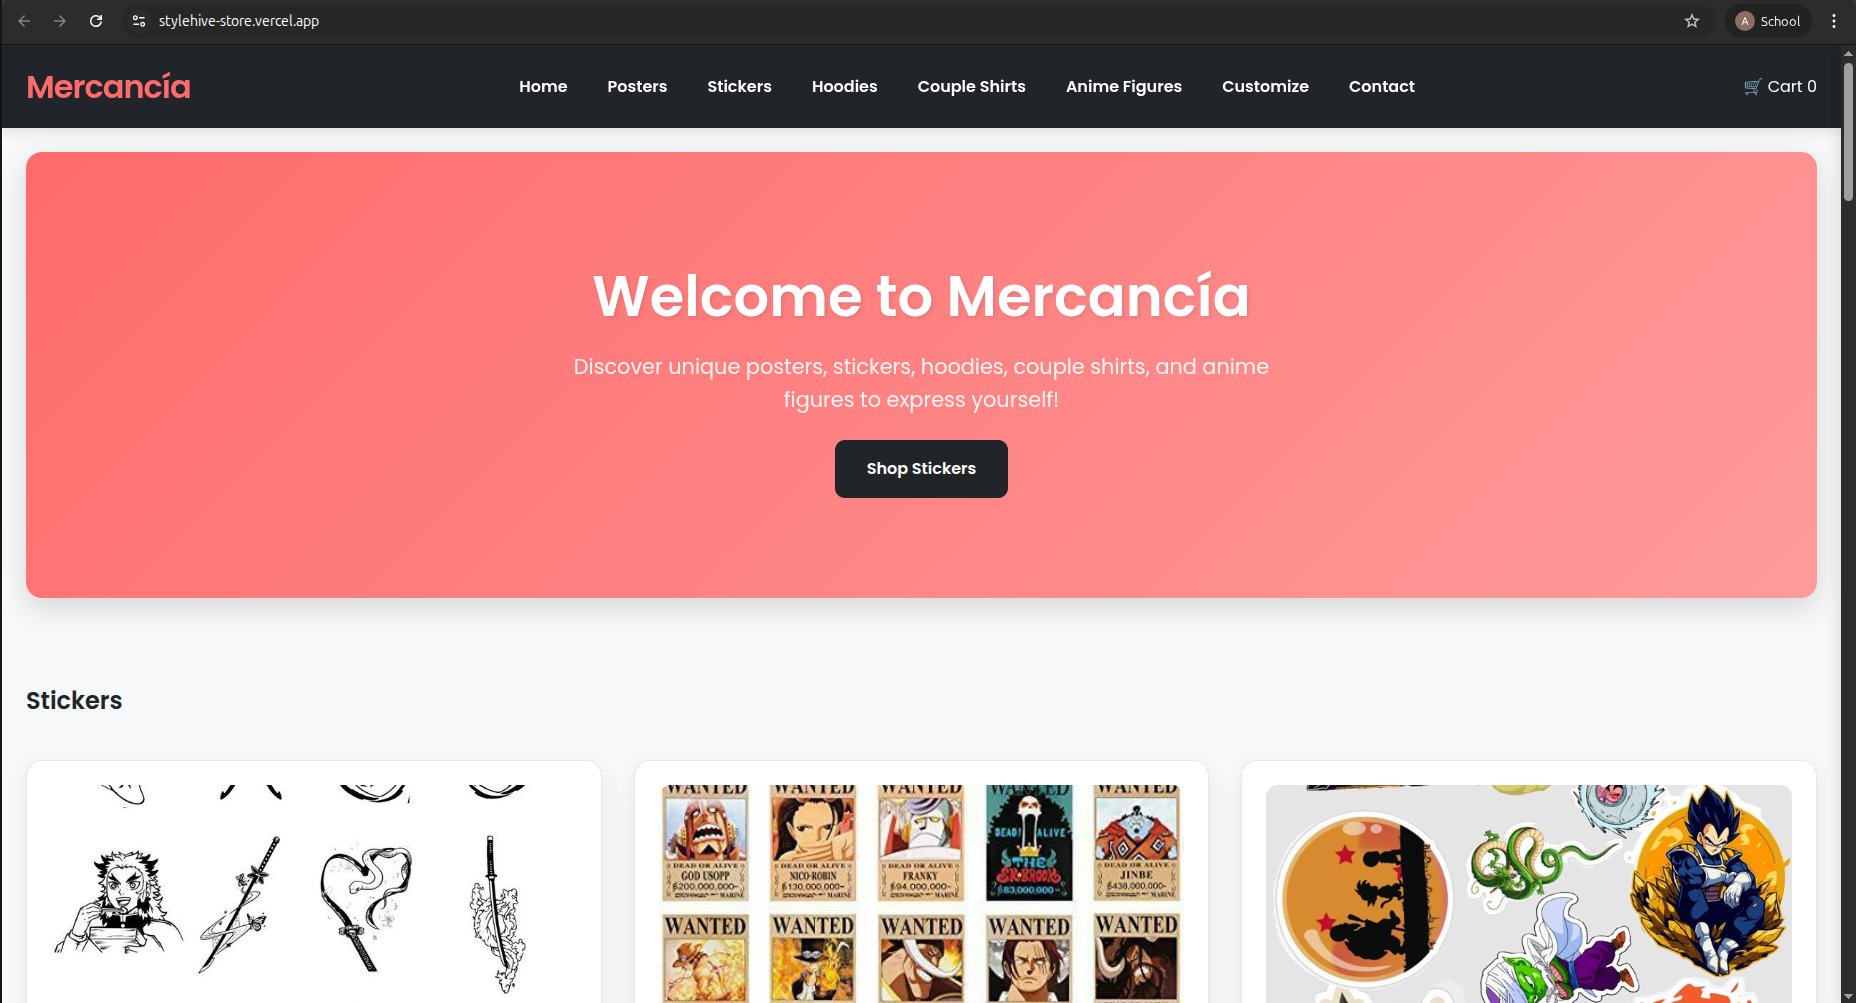 stylehive-store.vercel.app
A School
Mercancía
Home Posters Stickers Hoodies Couple Shirts Anime Figures Customize Contact
Cart 0
Welcome to Mercancía
Discover unique posters, stickers, hoodies, couple shirts, and anime
figures to express yourself!
Shop Stickers
Stickers
WANTED WANTED WANTED WANTED
DEAD OR ALIVE DEAD OR ALIVE DEAD OR ALIVE DEAD ALIVE DEAD OR ALIVE
GOD USOPP NICO-ROBIN FRANKY THE JINBE
200,000,000- 130,000,000- 94,000,000- 83,000,000- 438,000,000-
MARINE MARINE MARINE MARINE
WANTED WANTED WANTED WANTED WANTED